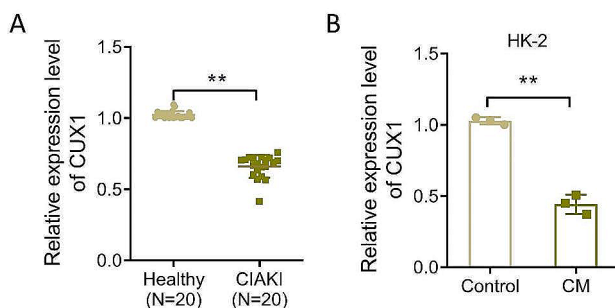 A
Relative expression level
of CUX1
1.5
1.0
0.5
0.0
**
Healthy
(N=20)
CIAKI
(N=20)
B
HK-2
Relative expression level
of CUX1
1.5
1.0
0.5
0.0
**
Control
CM